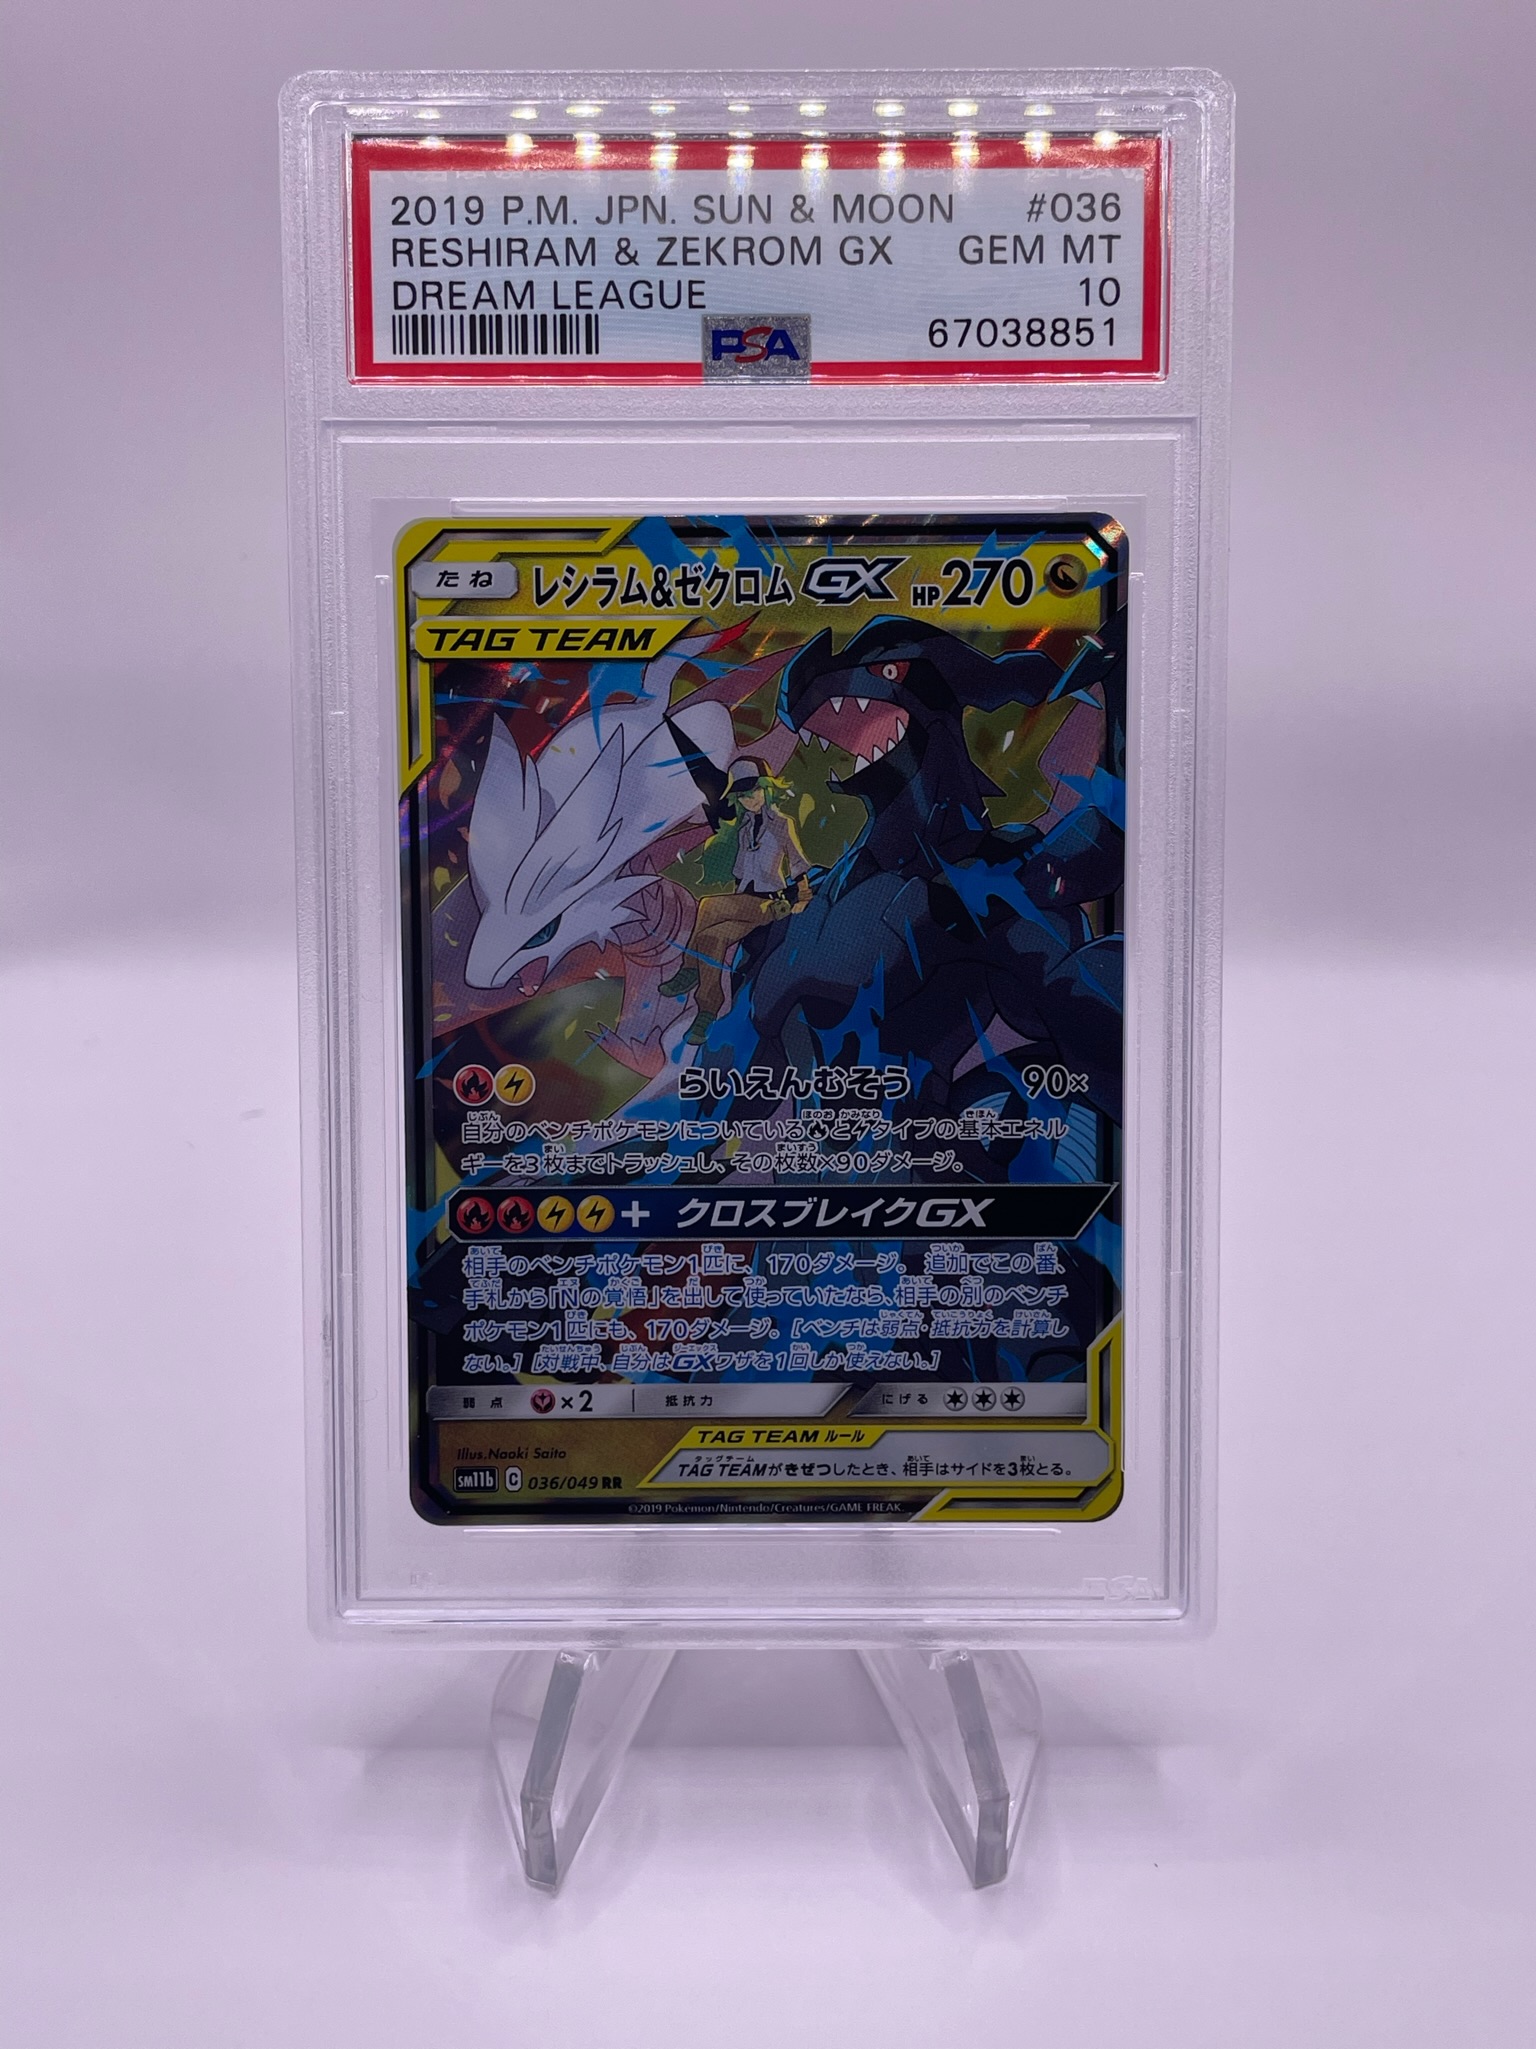 2019 P.M. JPN. SUN & MOON #036
RESHIRAM & ZEKROM GX GEM MT
DREAM LEAGUE 10
PSA 67038851
たね レシラム&ゼクロムGX HP270
TAG TEAM
らいえんむそう 90×
自分のベンチポケモンについているとタイプの基本エネル
ギーを3枚までトラッシュし、その枚数×90ダメージ。
+ クロスブレイクGX
相手のベンチポケモン1匹に、170ダメージ。追加でこの番、
手札から「Nの覚悟」を出して使っていたなら、相手の別のベンチ
ポケモン1匹にも、170ダメージ。[ベンチは弱点・抵抗力を計算し
ない。] [対戦中、自分はGXワザを1回しか使えない。]
弱点 ×2 抵抗力 にげる
Illus.Naoki Saito
TAG TEAM ルール
TAG TEAMがきぜつしたとき、相手はサイドを3枚とる。
sm11b C 036/049 RR
©2019 Pokémon/Nintendo/Creatures/GAME FREAK.